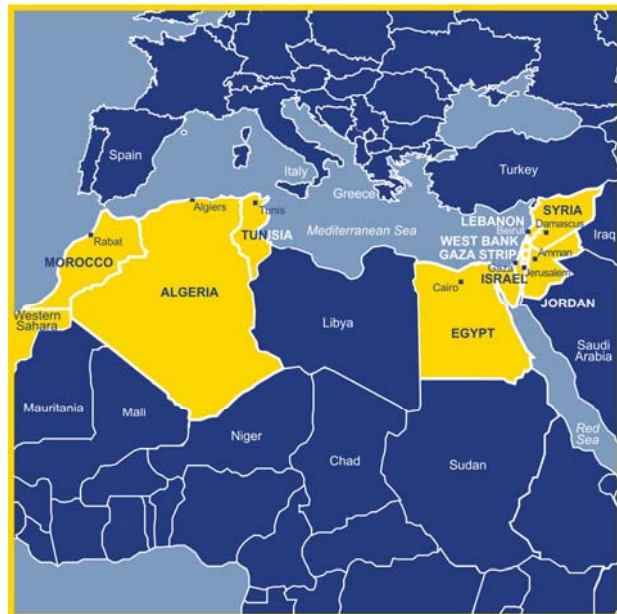 Spain
Italy
Greece
Turkey
Mediterranean Sea
Algiers
Tunis
TUNISIA
Rabat
MOROCCO
ALGERIA
Western
Sahara
LEBANON
Beirut
SYRIA
Damascus
WEST BANK
GAZA STRIP
Gaza
Amman
Iraq
ISRAEL
Jerusalem
JORDAN
Cairo
EGYPT
Libya
Saudi
Arabia
Red
Sea
Mauritania
Mali
Niger
Chad
Sudan